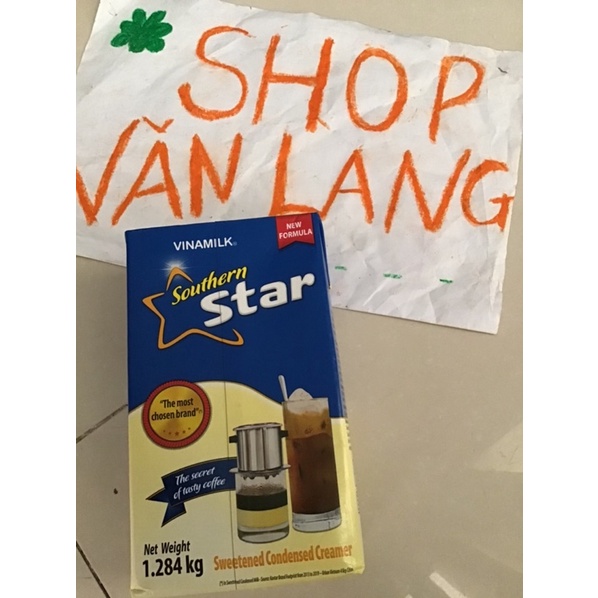 SHOP
VĂN LANG
VINAMILK®
NEW
FORMULA
Southern
Star
"The most
chosen brand"(*)
The secret
of tasty coffee
Net Weight
1.284 kg
Sweetened Condensed Creamer